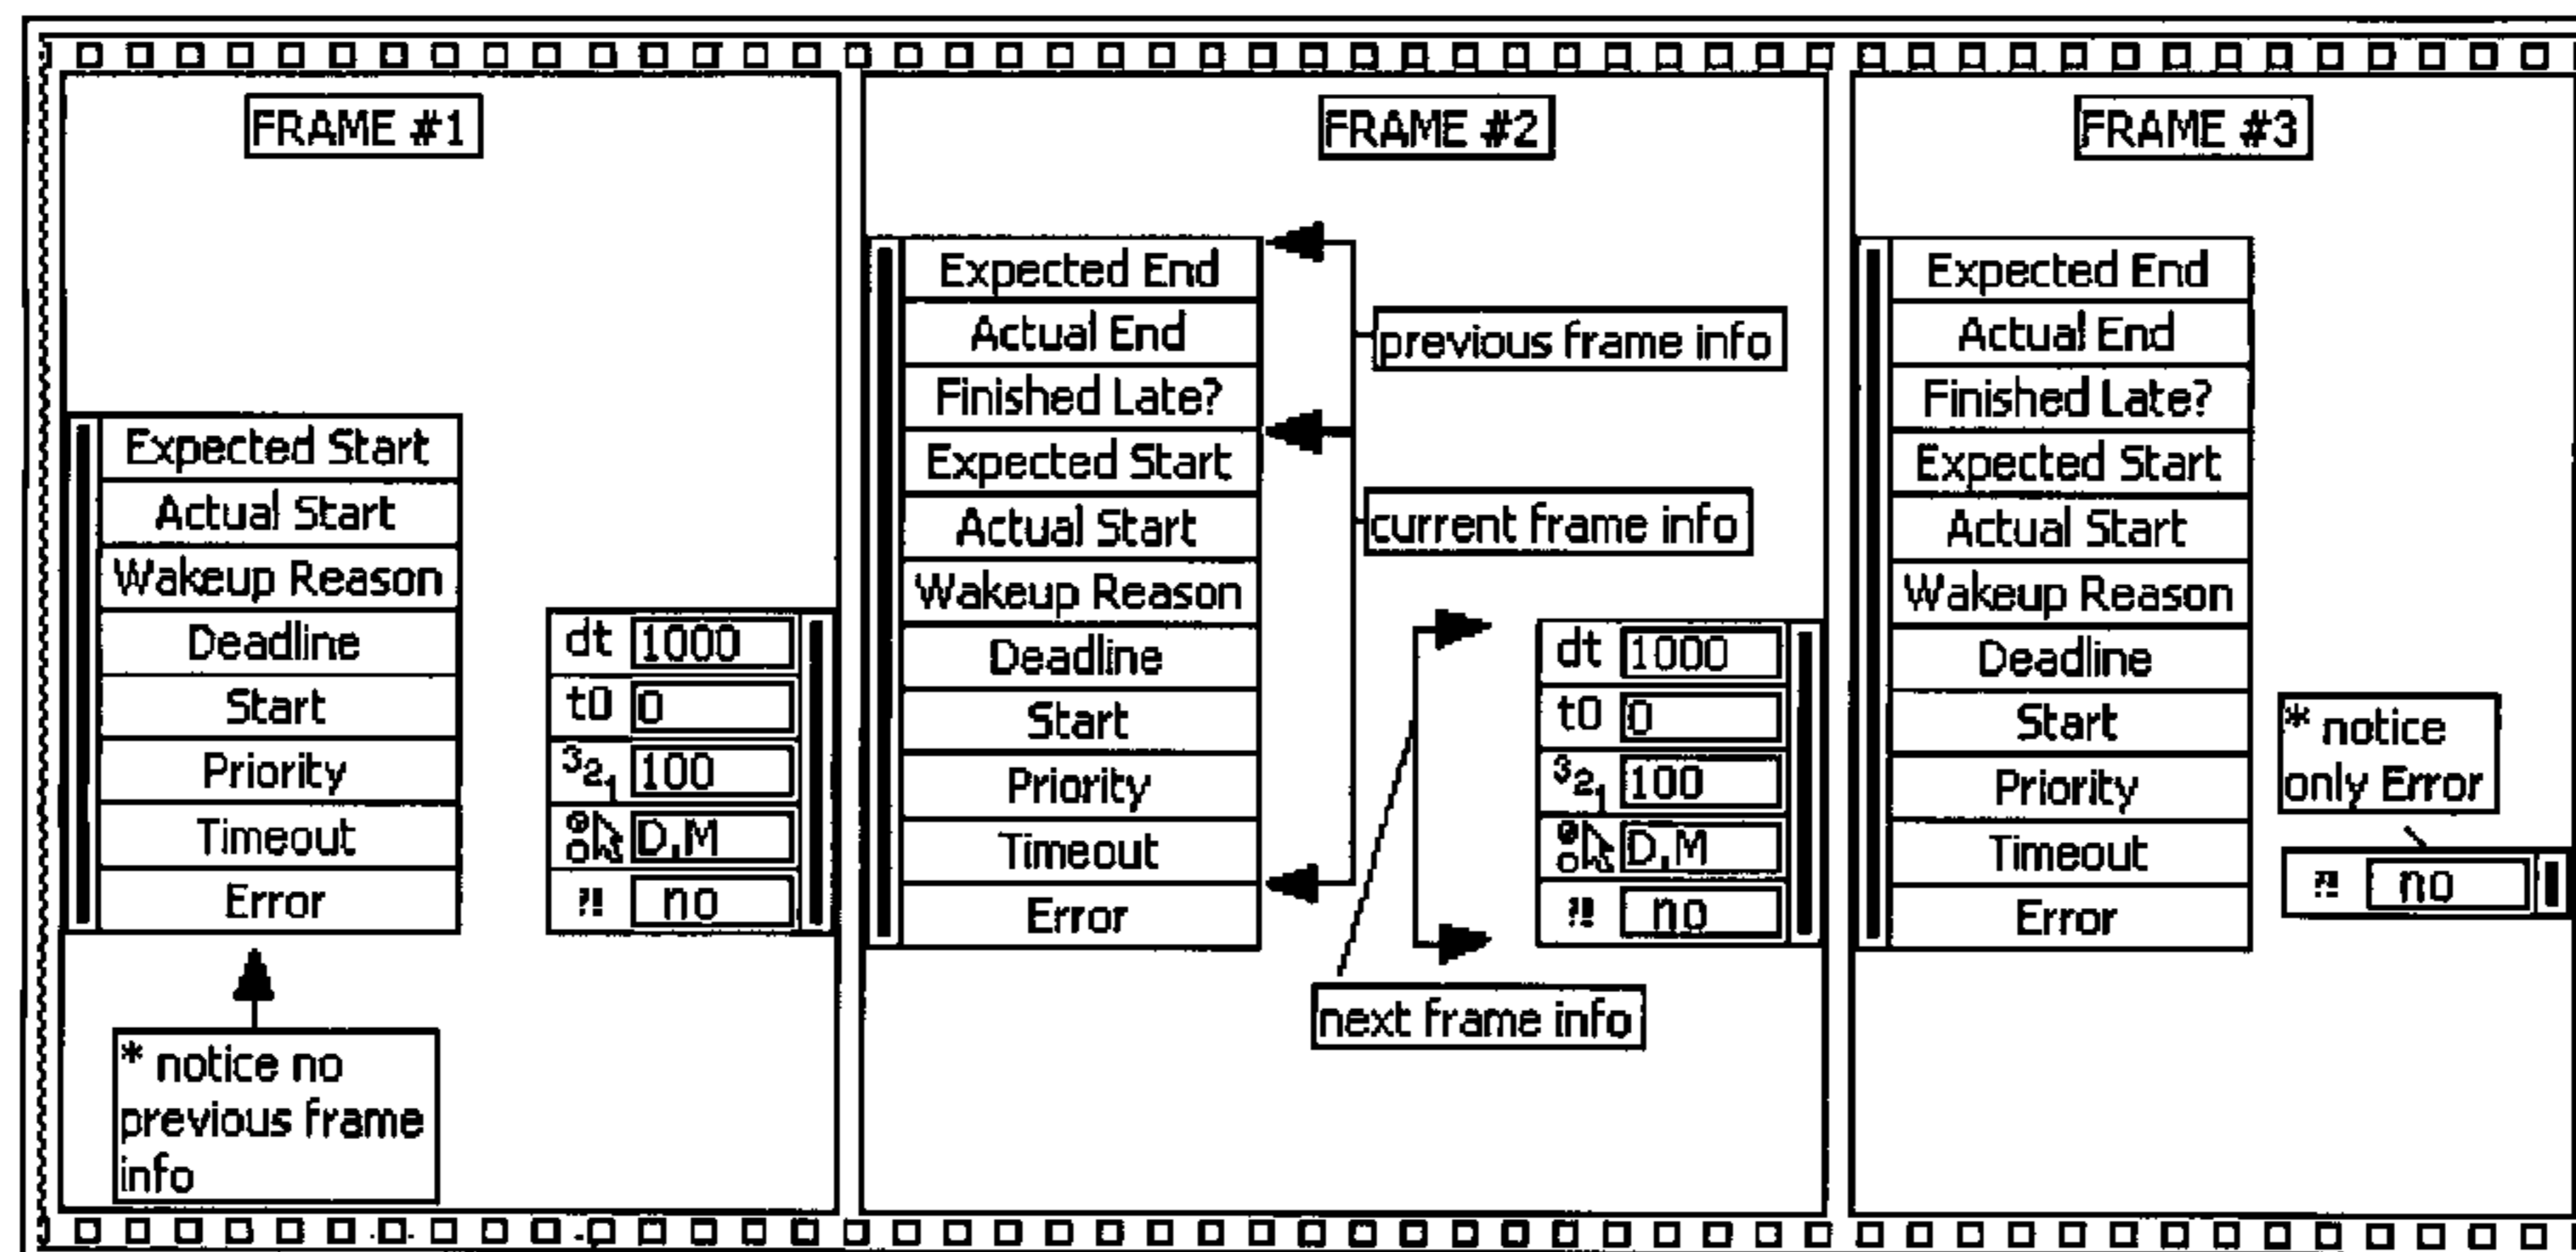 FRAME #1
Expected Start
Actual Start
Wakeup Reason
Deadline
Start
Priority
Timeout
Error
dt 1000
t0 0
321 100
D,M
?! no
* notice no
previous frame
info
FRAME #2
Expected End
Actual End
Finished Late?
Expected Start
Actual Start
Wakeup Reason
Deadline
Start
Priority
Timeout
Error
previous frame info
current frame info
dt 1000
t0 0
321 100
D,M
?! no
next frame info
FRAME #3
Expected End
Actual End
Finished Late?
Expected Start
Actual Start
Wakeup Reason
Deadline
Start
Priority
Timeout
Error
* notice
only Error
?! no